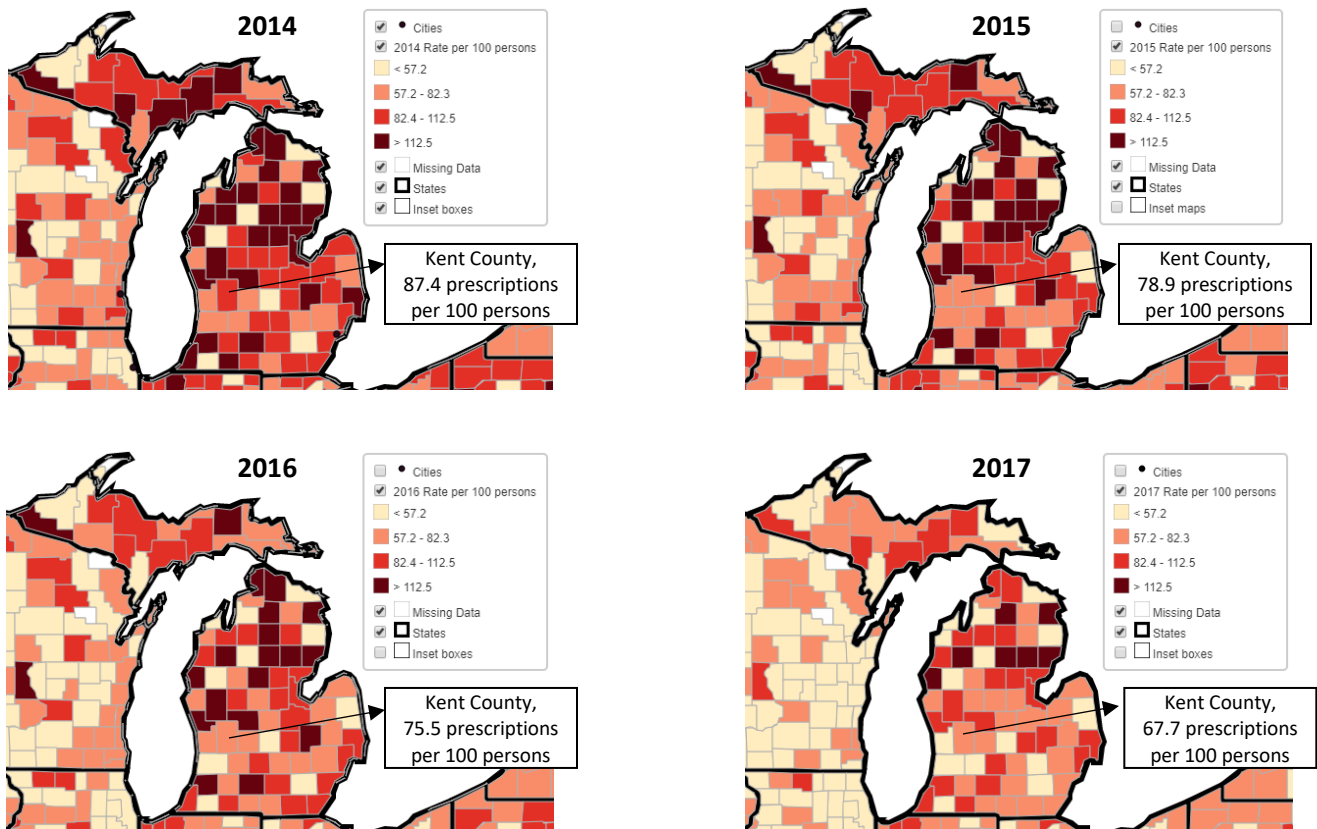 2014
Cities
2014 Rate per 100 persons
< 57.2
57.2 - 82.3
82.4 - 112.5
> 112.5
Missing Data
States
Inset boxes
Kent County,
87.4 prescriptions
per 100 persons
2015
Cities
2015 Rate per 100 persons
< 57.2
57.2 - 82.3
82.4 - 112.5
> 112.5
Missing Data
States
Inset maps
Kent County,
78.9 prescriptions
per 100 persons
2016
Cities
2016 Rate per 100 persons
< 57.2
57.2 - 82.3
82.4 - 112.5
> 112.5
Missing Data
States
Inset boxes
Kent County,
75.5 prescriptions
per 100 persons
2017
Cities
2017 Rate per 100 persons
< 57.2
57.2 - 82.3
82.4 - 112.5
> 112.5
Missing Data
States
Inset boxes
Kent County,
67.7 prescriptions
per 100 persons